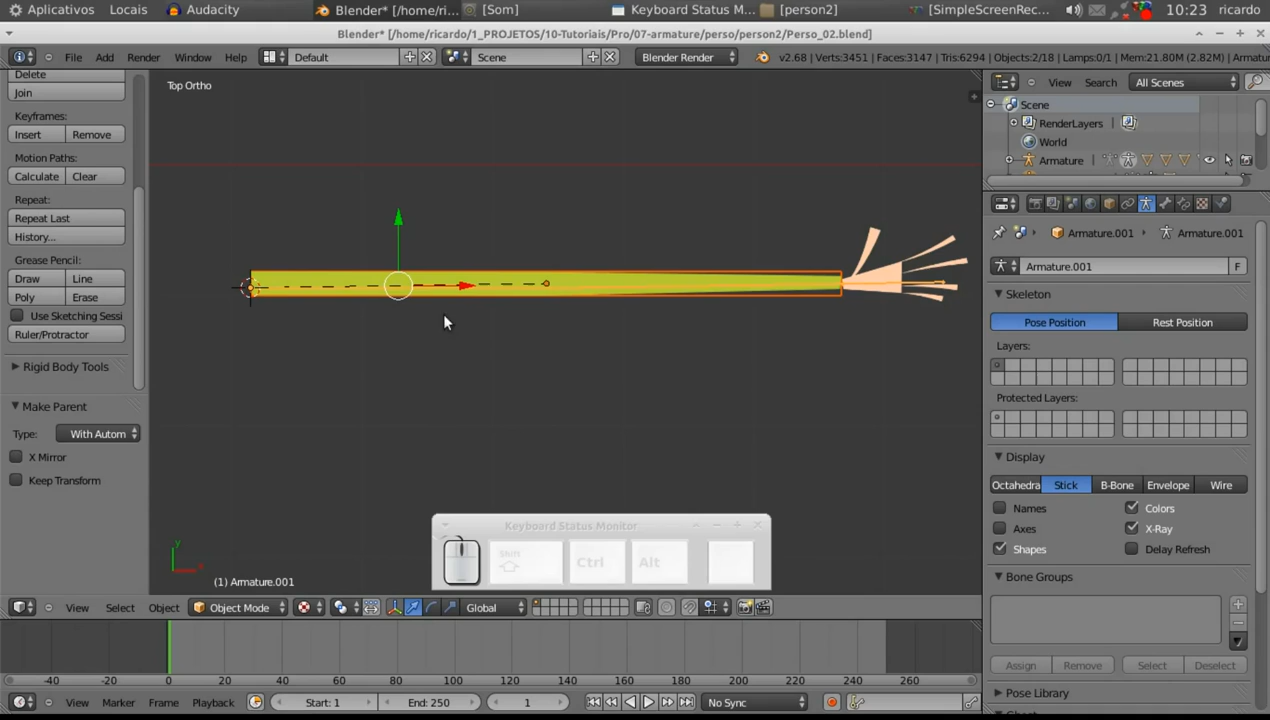 Aplicativos Locais Audacity Blender* [/home/ri... [Som] Keyboard Status M... [person2] [SimpleScreenRec... 10:23 ricardo
Blender* [/home/ricardo/1_PROJETOS/10-Tutoriais/Pro/07-armature/perso/person2/Perso_02.blend]
File Add Render Window Help Default Scene Blender Render v2.68 | Verts:3451 | Faces:3147 | Tris:6294 | Objects:2/18 | Lamps:0/1 | Mem:21.80M (2.82M) | Armatur
Delete
Join
Keyframes:
Insert Remove
Motion Paths:
Calculate Clear
Repeat:
Repeat Last
History...
Grease Pencil:
Draw Line
Poly Erase
Use Sketching Sessi
Ruler/Protractor
Rigid Body Tools
Make Parent
Type: With Autom
X Mirror
Keep Transform
Top Ortho
y
x
Keyboard Status Monitor
Shift Ctrl Alt
(1) Armature.001
View Select Object Object Mode Global
-40 -20 0 20 40 60 80 100 120 140 160 180 200 220 240 260
View Marker Frame Playback Start: 1 End: 250 1 No Sync
View Search All Scenes
Scene
RenderLayers |
World
Armature
Armature.001 Armature.001
Armature.001 F
Skeleton
Pose Position Rest Position
Layers:
Protected Layers:
Display
Octahedra Stick B-Bone Envelope Wire
Names Colors
Axes X-Ray
Shapes Delay Refresh
Bone Groups
Assign Remove Select Deselect
Pose Library